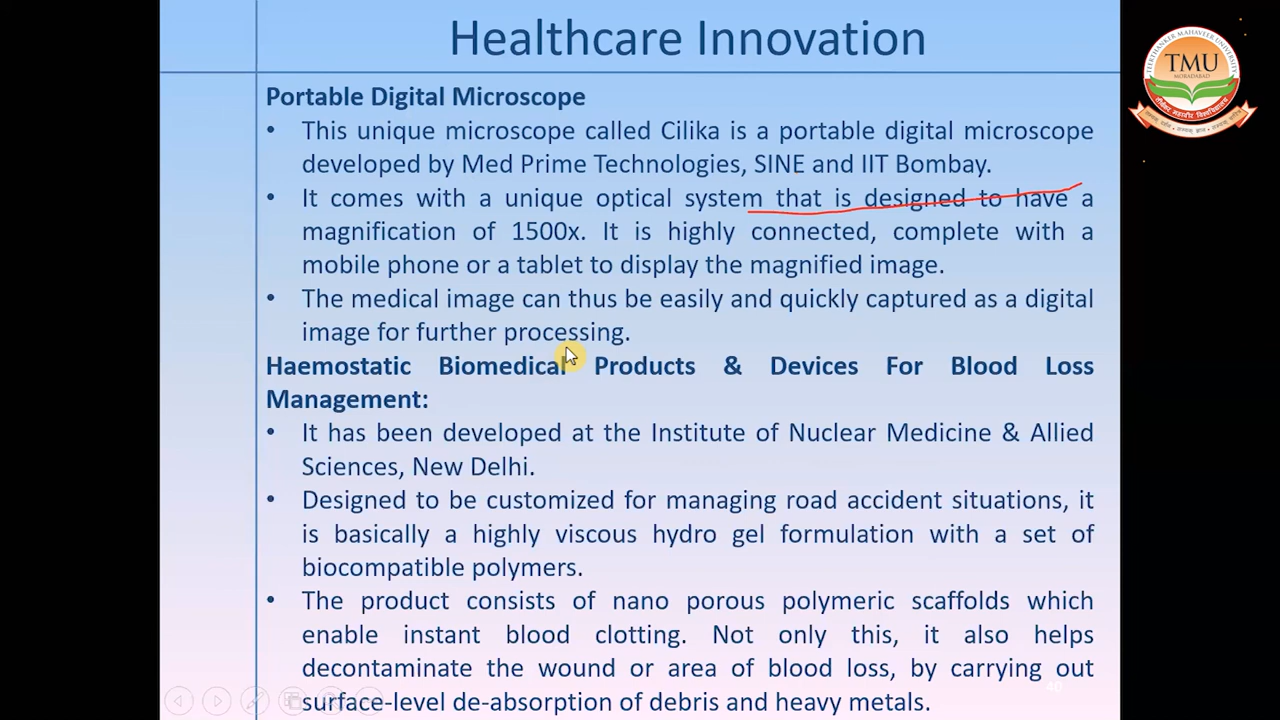 Healthcare Innovation
TEERTHANKER MAHAVEER UNIVERSITY
TMU
MORADABAD
Portable Digital Microscope
• This unique microscope called Cilika is a portable digital microscope
developed by Med Prime Technologies, SINE and IIT Bombay.
• It comes with a unique optical system that is designed to have a
magnification of 1500x. It is highly connected, complete with a
mobile phone or a tablet to display the magnified image.
• The medical image can thus be easily and quickly captured as a digital
image for further processing.
Haemostatic Biomedical Products & Devices For Blood Loss
Management:
• It has been developed at the Institute of Nuclear Medicine & Allied
Sciences, New Delhi.
• Designed to be customized for managing road accident situations, it
is basically a highly viscous hydro gel formulation with a set of
biocompatible polymers.
• The product consists of nano porous polymeric scaffolds which
enable instant blood clotting. Not only this, it also helps
decontaminate the wound or area of blood loss, by carrying out
surface-level de-absorption of debris and heavy metals.
40